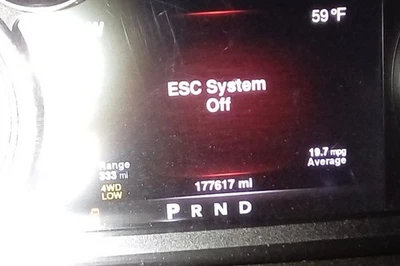 59°F
ESC System
Off
Range
333 mi
19.7 mpg
Average
4WD
LOW
177617 mi
P R N D